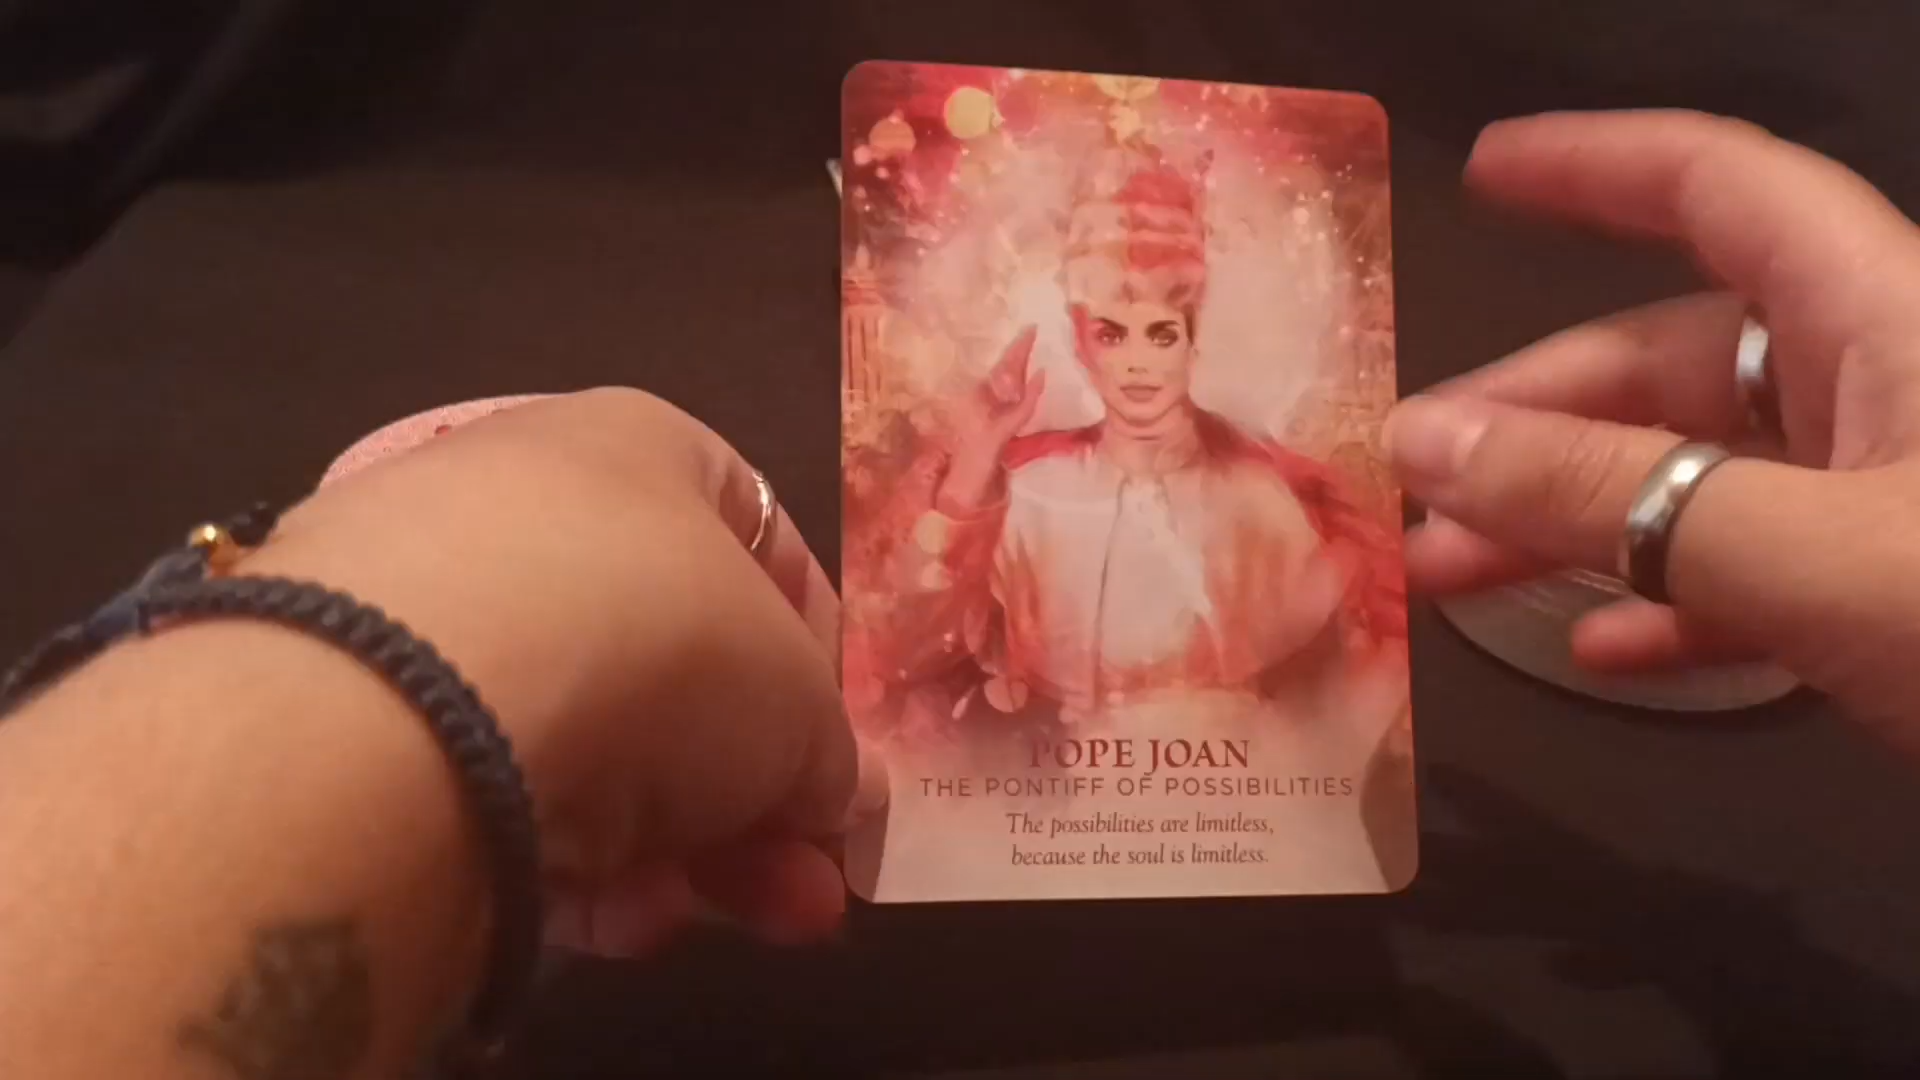 POPE JOAN
THE PONTIFF OF POSSIBILITIES
The possibilities are limitless,
because the soul is limitless.